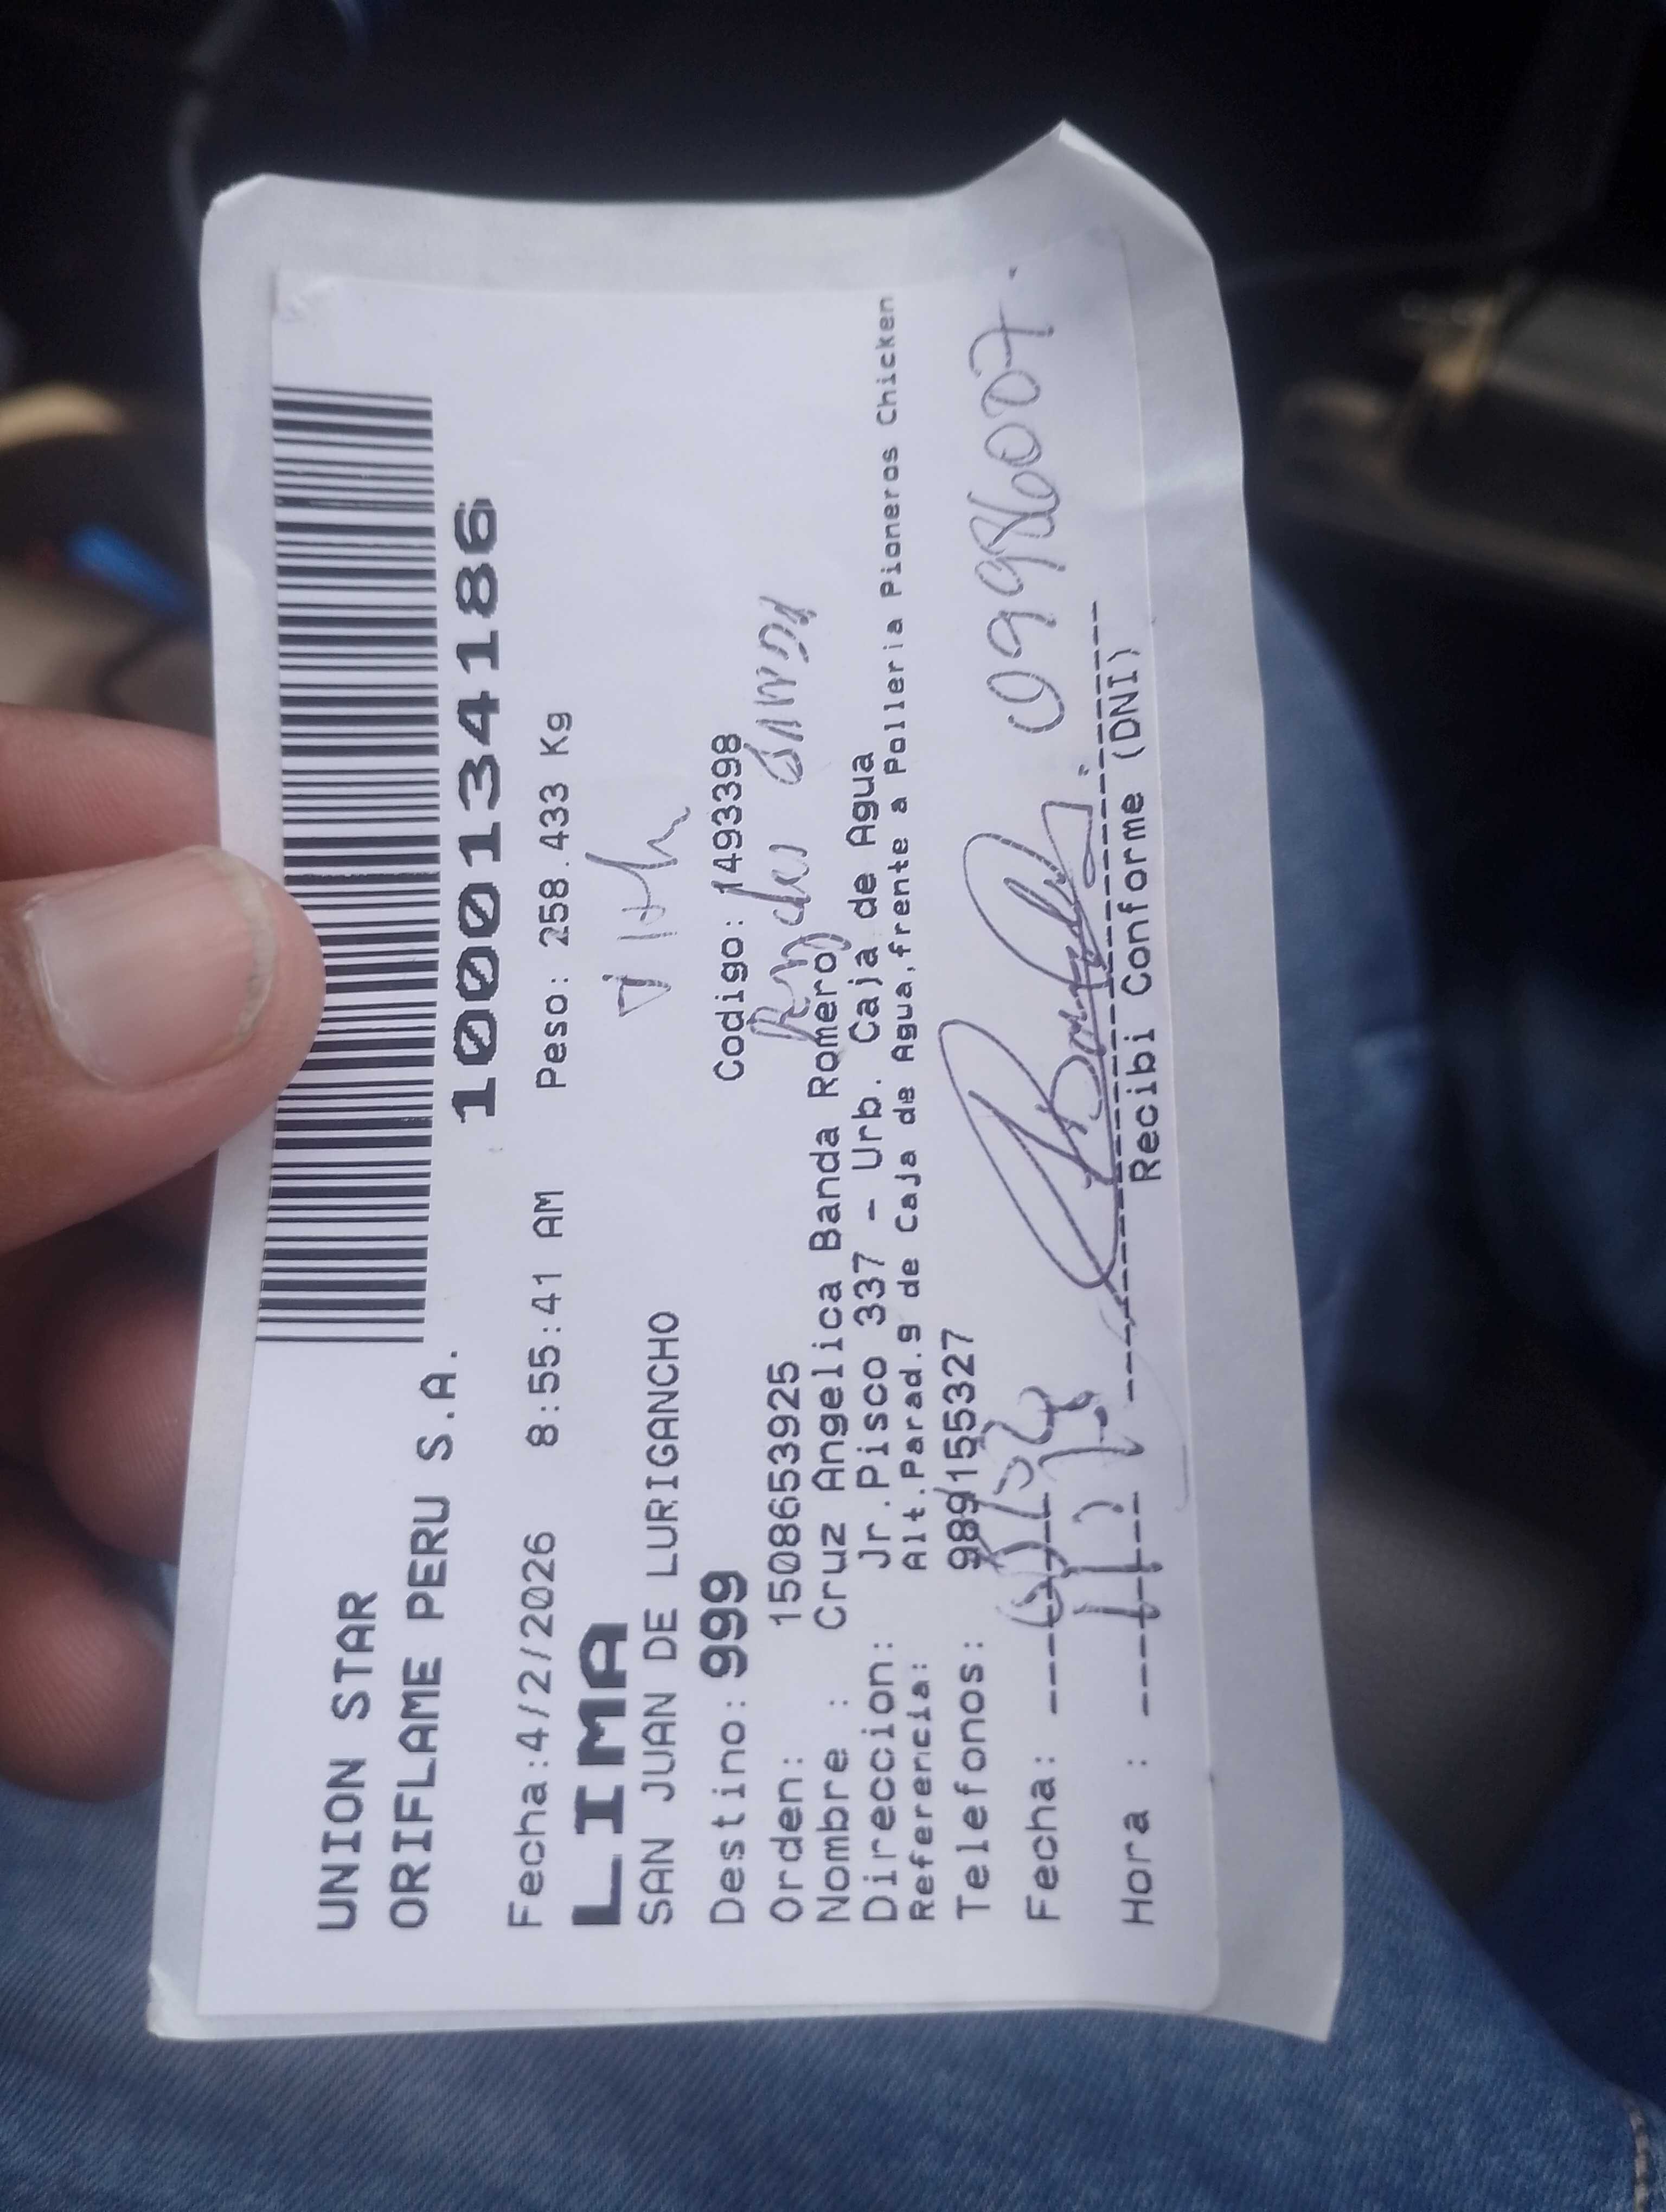 UNION STAR
ORIFLAME PERU S.A.
100134186
Fecha:4/2/2026 8:55:41 AM Peso: 258.433 Kg
LIMA
SAN JUAN DE LURIGANCHO
Destino: 999 Codigo: 1493398
Orden: 1508653925
Banda
Nombre : Cruz Angelica Banda Romero
Direccion: Jr.Pisco 337 - Urb. Caja de Agua
Referencia: Alt.Parad.9 de Caja de Agua,frente a Polleria Pioneros Chicken
Telefonos: 989155327
09976007.
Fecha:
Hora :
Recibi Conforme (DNI)